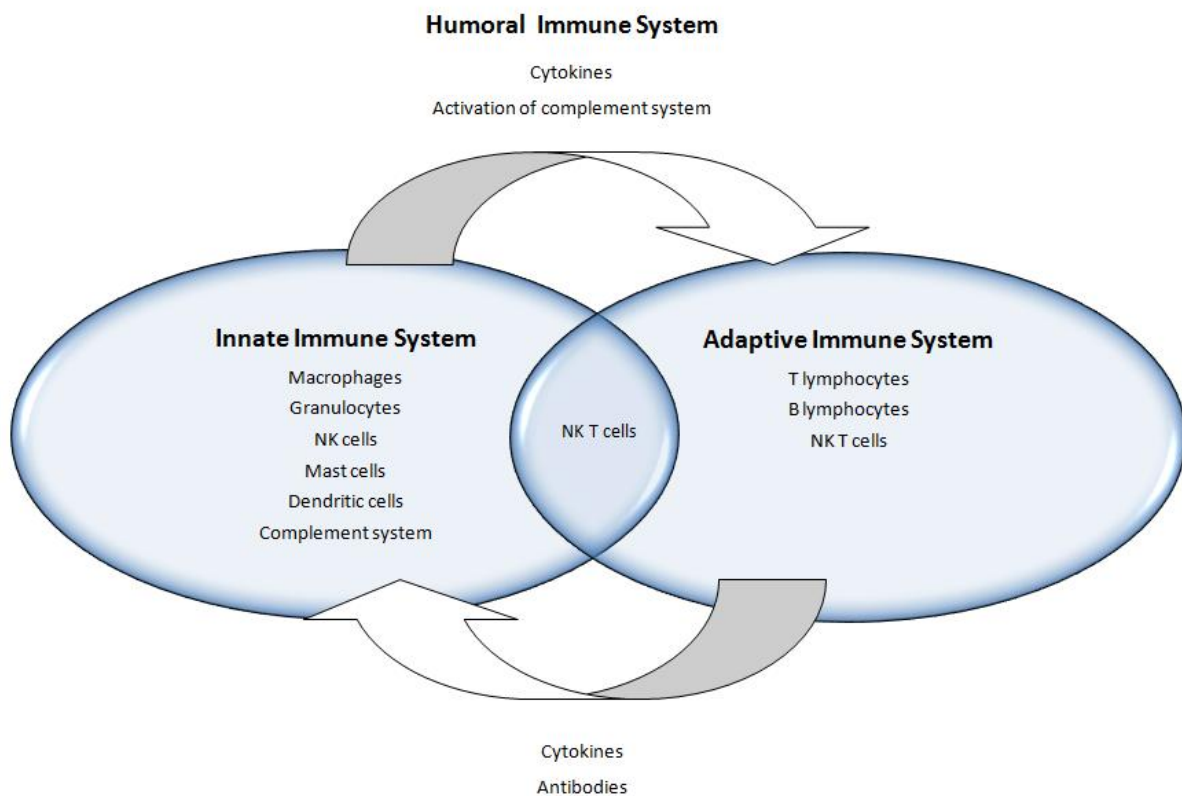 Humoral Immune System
Cytokines
Activation of complement system
Innate Immune System
Macrophages
Granulocytes
NK cells
Mast cells
Dendritic cells
Complement system
NK T cells
Adaptive Immune System
T lymphocytes
B lymphocytes
NK T cells
Cytokines
Antibodies